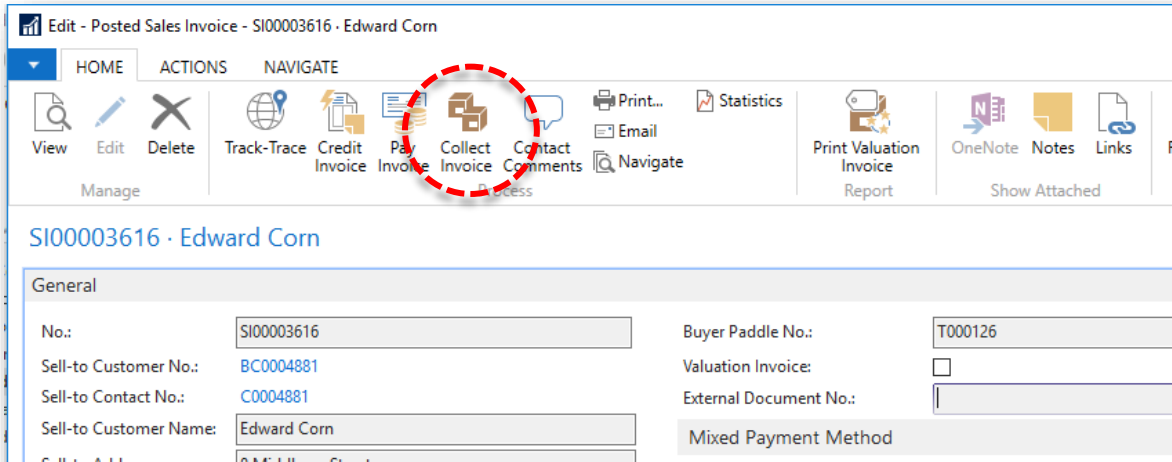 Edit - Posted Sales Invoice - SI00003616 · Edward Corn
HOME ACTIONS NAVIGATE
View Edit Delete Track-Trace Credit Invoice Pay Invoice Collect Invoice Contact Comments Print... Email Navigate Statistics Print Valuation Invoice OneNote Notes Links
Manage Process Report Show Attached
SI00003616 · Edward Corn
General
No.: SI00003616 Buyer Paddle No.: T000126
Sell-to Customer No.: BC0004881 Valuation Invoice:
Sell-to Contact No.: C0004881 External Document No.:
Sell-to Customer Name: Edward Corn Mixed Payment Method